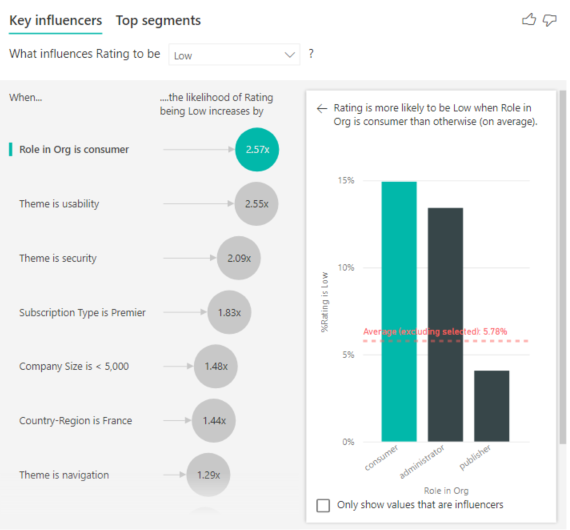 Key influencers Top segments
What influences Rating to be Low ?
When...
....the likelihood of Rating
being Low increases by
Role in Org is consumer 2.57x
Theme is usability 2.55x
Theme is security 2.09x
Subscription Type is Premier 1.83x
Company Size is < 5,000 1.48x
Country-Region is France 1.44x
Theme is navigation 1.29x
← Rating is more likely to be Low when Role in
Org is consumer than otherwise (on average).
15%
10%
5%
0%
%Rating is Low
Average (excluding selected): 5.78%
consumer
administrator
publisher
Role in Org
Only show values that are influencers